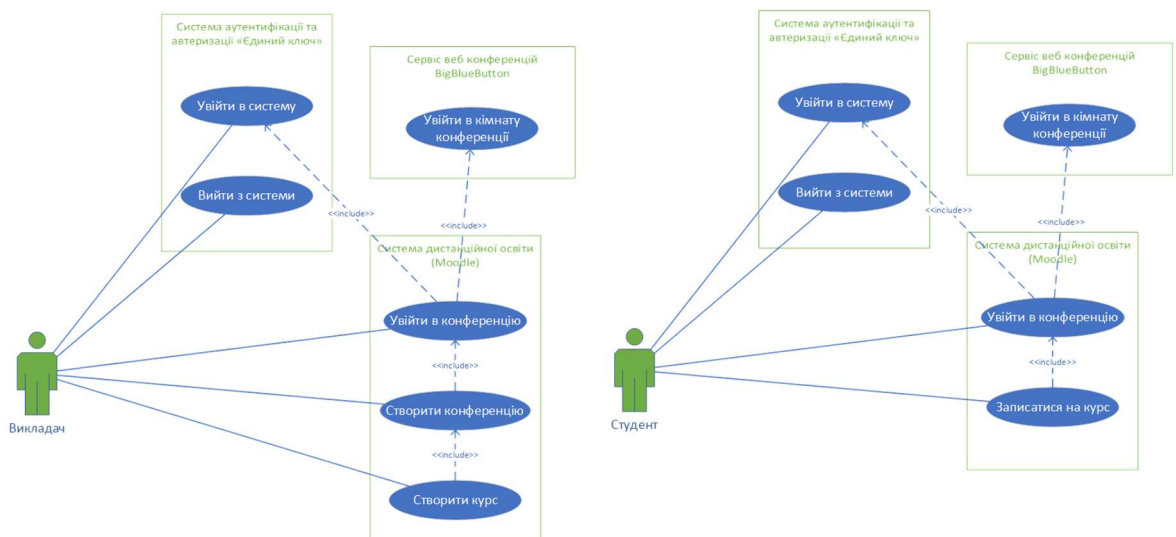 Система аутентифікації та
автеризації «Єдиний ключ»
Увійти в систему
Вийти з системи
Сервіс веб конференцій
BigBlueButton
Увійти в кімнату
конференції
<<include>>
<<include>>
Система дистанційної освіти
(Moodle)
Увійти в конференцію
<<include>>
Створити конференцію
<<include>>
Створити курс
Викладач
Система аутентифікації та
автеризації «Єдиний ключ»
Увійти в систему
Вийти з системи
Сервіс веб конференцій
BigBlueButton
Увійти в кімнату
конференції
<<include>>
<<include>>
Система дистанційної освіти
(Moodle)
Увійти в конференцію
<<include>>
Записатися на курс
Студент